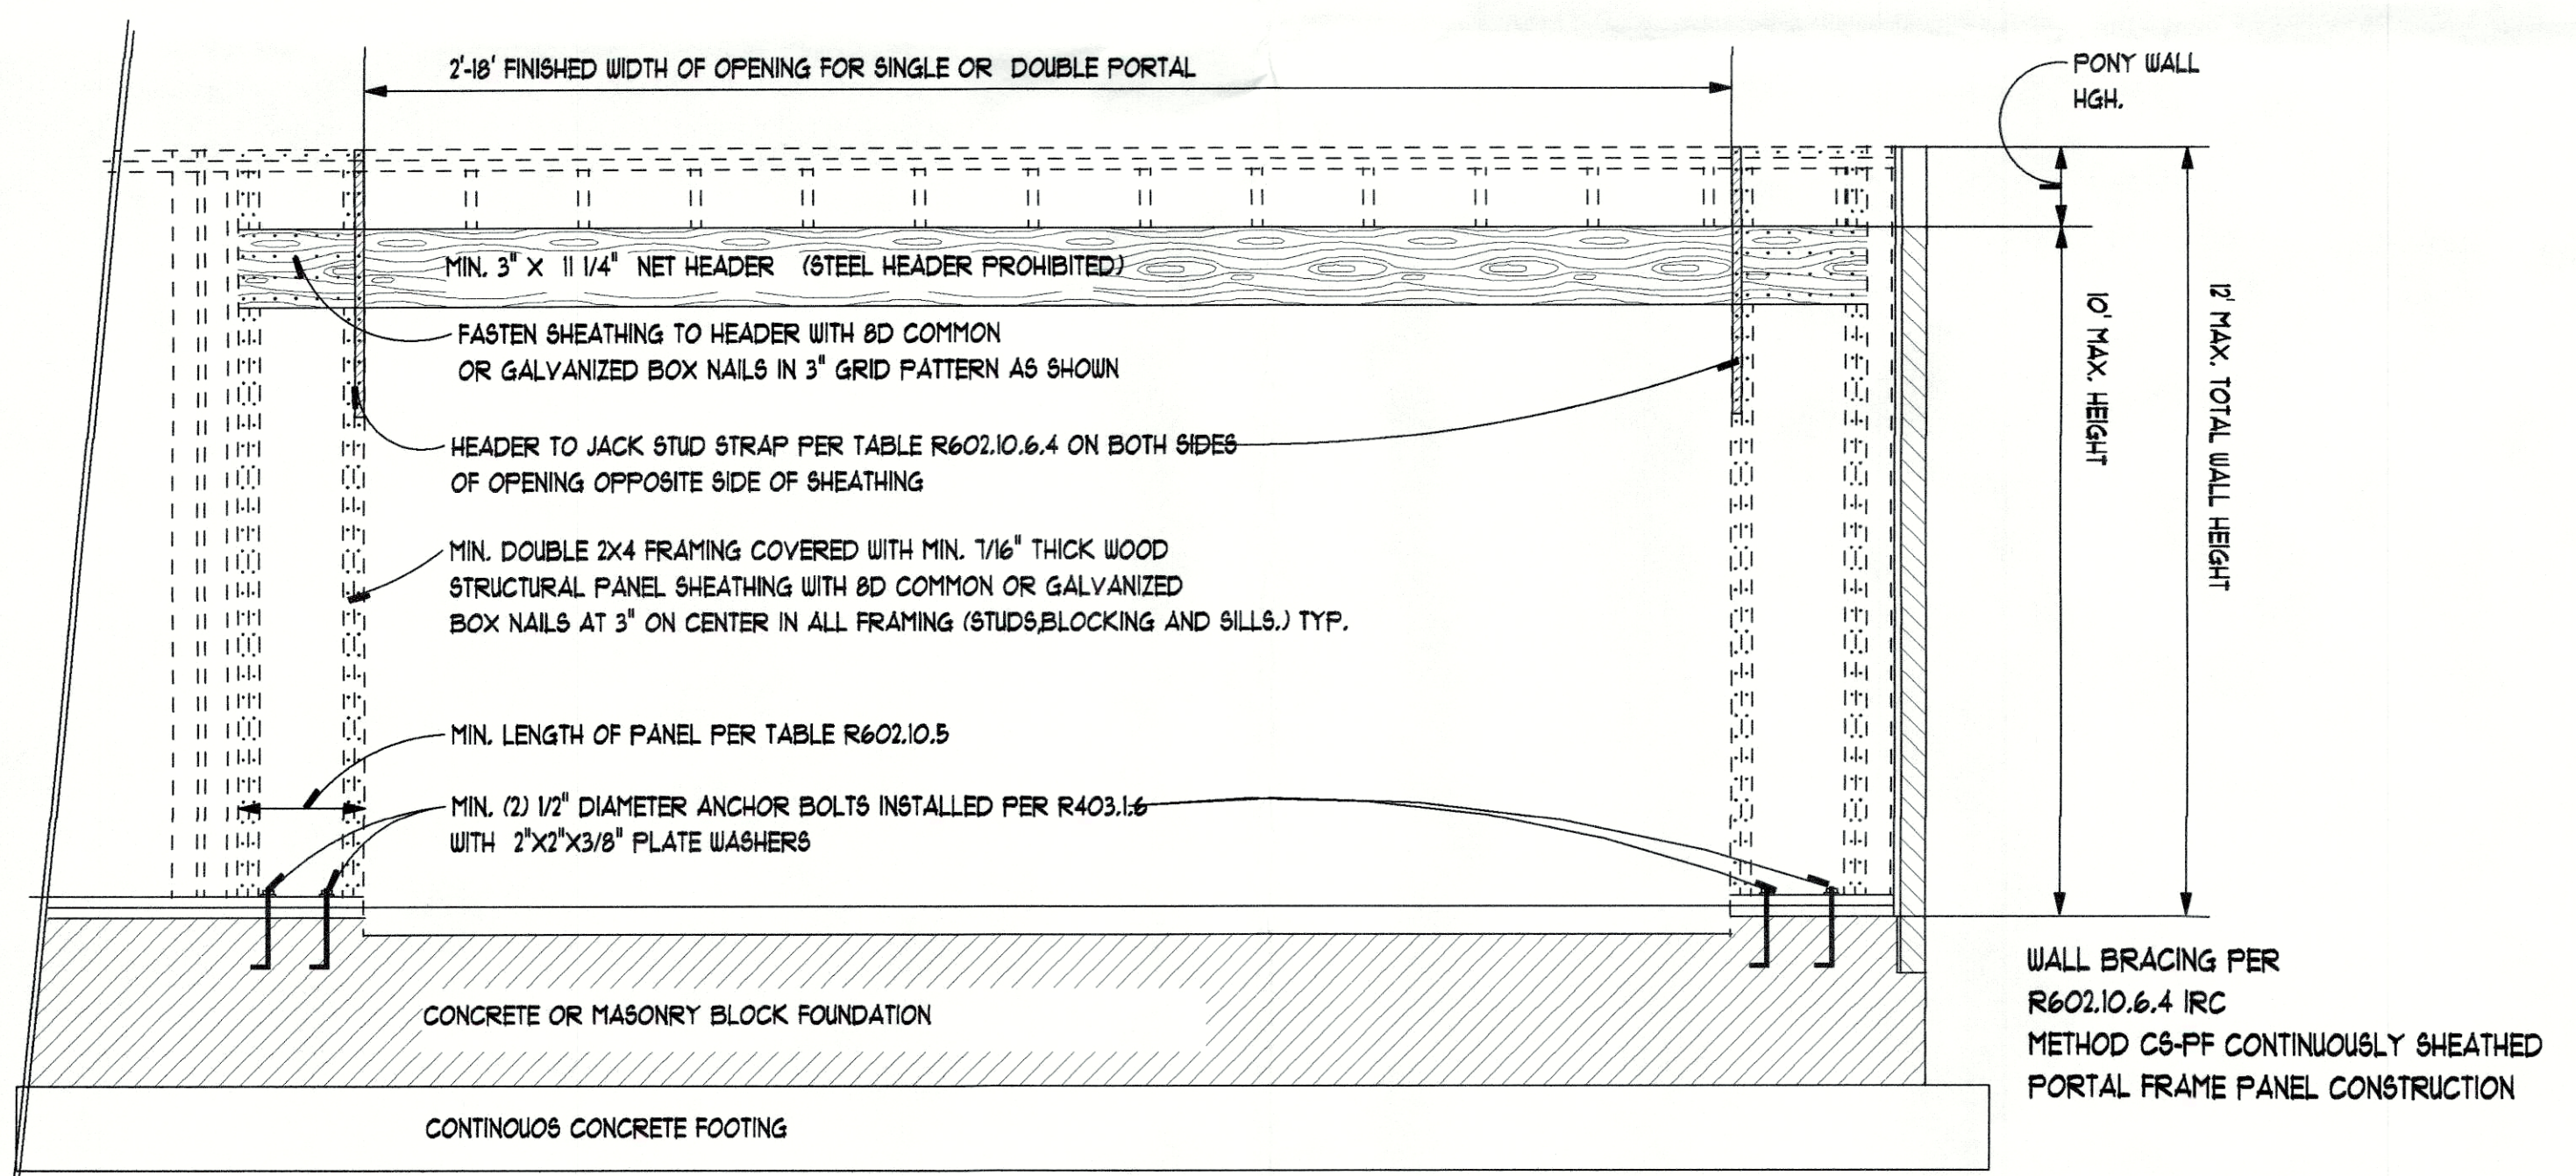 2'-18' FINISHED WIDTH OF OPENING FOR SINGLE OR DOUBLE PORTAL
PONY WALL
HGH.
MIN. 3" X 11 1/4" NET HEADER (STEEL HEADER PROHIBITED)
FASTEN SHEATHING TO HEADER WITH 8D COMMON
OR GALVANIZED BOX NAILS IN 3" GRID PATTERN AS SHOWN
HEADER TO JACK STUD STRAP PER TABLE R602.10.6.4 ON BOTH SIDES
OF OPENING OPPOSITE SIDE OF SHEATHING
MIN. DOUBLE 2X4 FRAMING COVERED WITH MIN. 7/16" THICK WOOD
STRUCTURAL PANEL SHEATHING WITH 8D COMMON OR GALVANIZED
BOX NAILS AT 3" ON CENTER IN ALL FRAMING (STUDS,BLOCKING AND SILLS.) TYP.
MIN. LENGTH OF PANEL PER TABLE R602.10.5
MIN. (2) 1/2" DIAMETER ANCHOR BOLTS INSTALLED PER R403.1.6
WITH 2"X2"X3/8" PLATE WASHERS
10' MAX. HEIGHT
12' MAX. TOTAL WALL HEIGHT
CONCRETE OR MASONRY BLOCK FOUNDATION
CONTINOUOS CONCRETE FOOTING
WALL BRACING PER
R602.10.6.4 IRC
METHOD CS-PF CONTINUOUSLY SHEATHED
PORTAL FRAME PANEL CONSTRUCTION